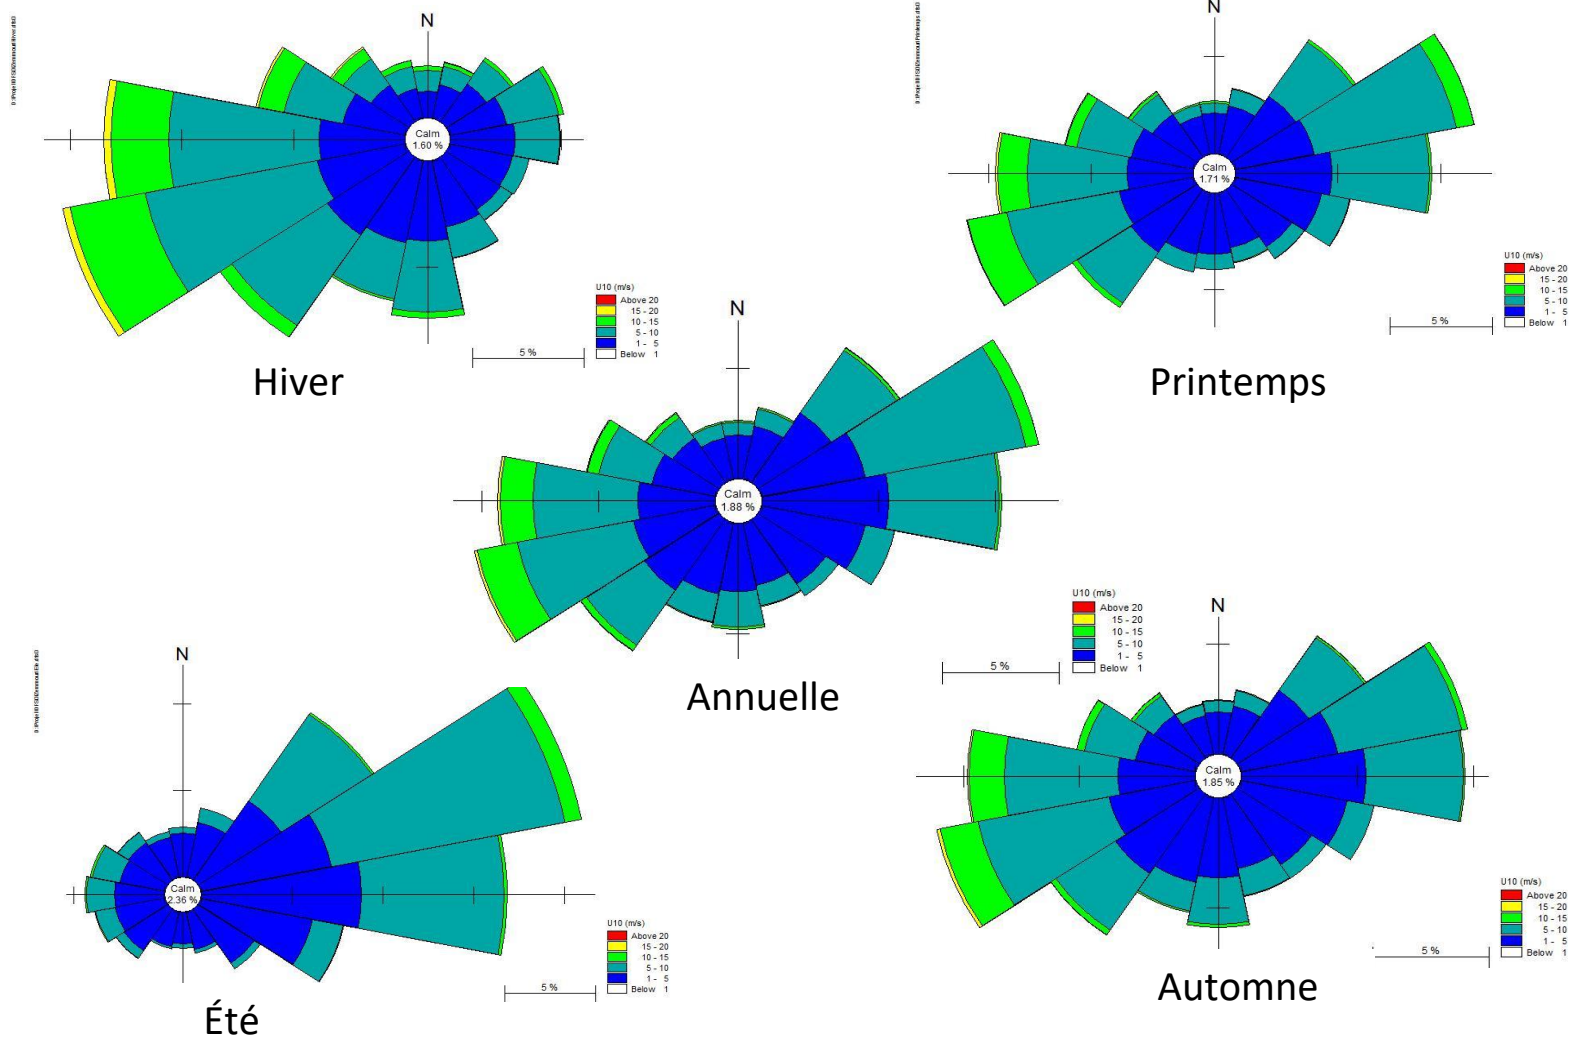 N
Calm
1.60 %
U10 (m/s)
Above 20
15 - 20
10 - 15
5 - 10
1 - 5
Below 1
5 %
Hiver
N
Calm
1.71 %
U10 (m/s)
Above 20
15 - 20
10 - 15
5 - 10
1 - 5
Below 1
5 %
Printemps
N
Calm
1.88 %
U10 (m/s)
Above 20
15 - 20
10 - 15
5 - 10
1 - 5
Below 1
5 %
Annuelle
N
Calm
2.36 %
U10 (m/s)
Above 20
15 - 20
10 - 15
5 - 10
1 - 5
Below 1
5 %
Été
N
Calm
1.85 %
U10 (m/s)
Above 20
15 - 20
10 - 15
5 - 10
1 - 5
Below 1
5 %
Automne